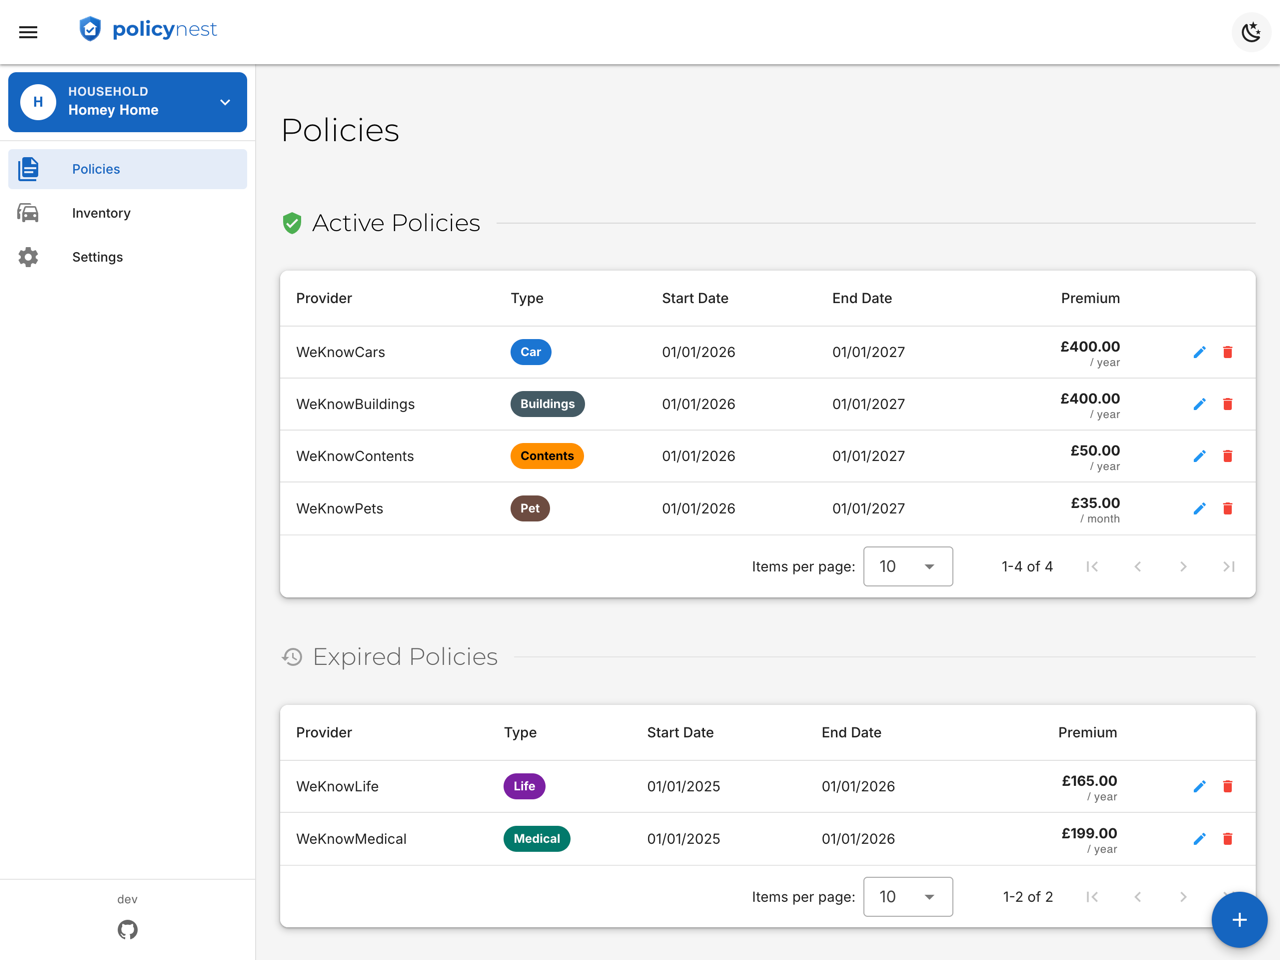 policynest
H
HOUSEHOLD
Homey Home
Policies
Inventory
Settings
dev
Policies
Active Policies
Provider Type Start Date End Date Premium
WeKnowCars Car 01/01/2026 01/01/2027 £400.00
/ year
WeKnowBuildings Buildings 01/01/2026 01/01/2027 £400.00
/ year
WeKnowContents Contents 01/01/2026 01/01/2027 £50.00
/ year
WeKnowPets Pet 01/01/2026 01/01/2027 £35.00
/ month
Items per page: 10 1-4 of 4
Expired Policies
Provider Type Start Date End Date Premium
WeKnowLife Life 01/01/2025 01/01/2026 £165.00
/ year
WeKnowMedical Medical 01/01/2025 01/01/2026 £199.00
/ year
Items per page: 10 1-2 of 2